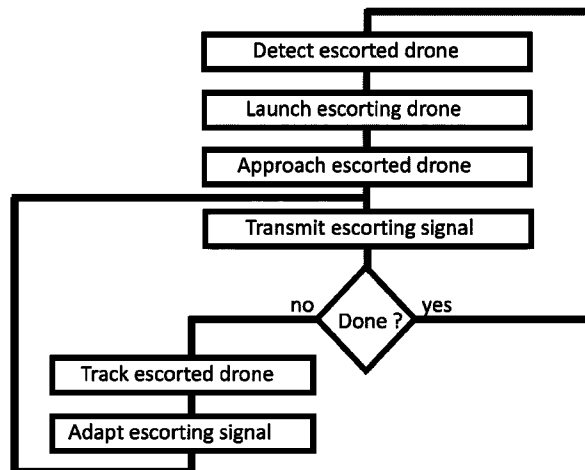 Detect escorted drone
Launch escorting drone
Approach escorted drone
Transmit escorting signal
no
Done ?
yes
Track escorted drone
Adapt escorting signal